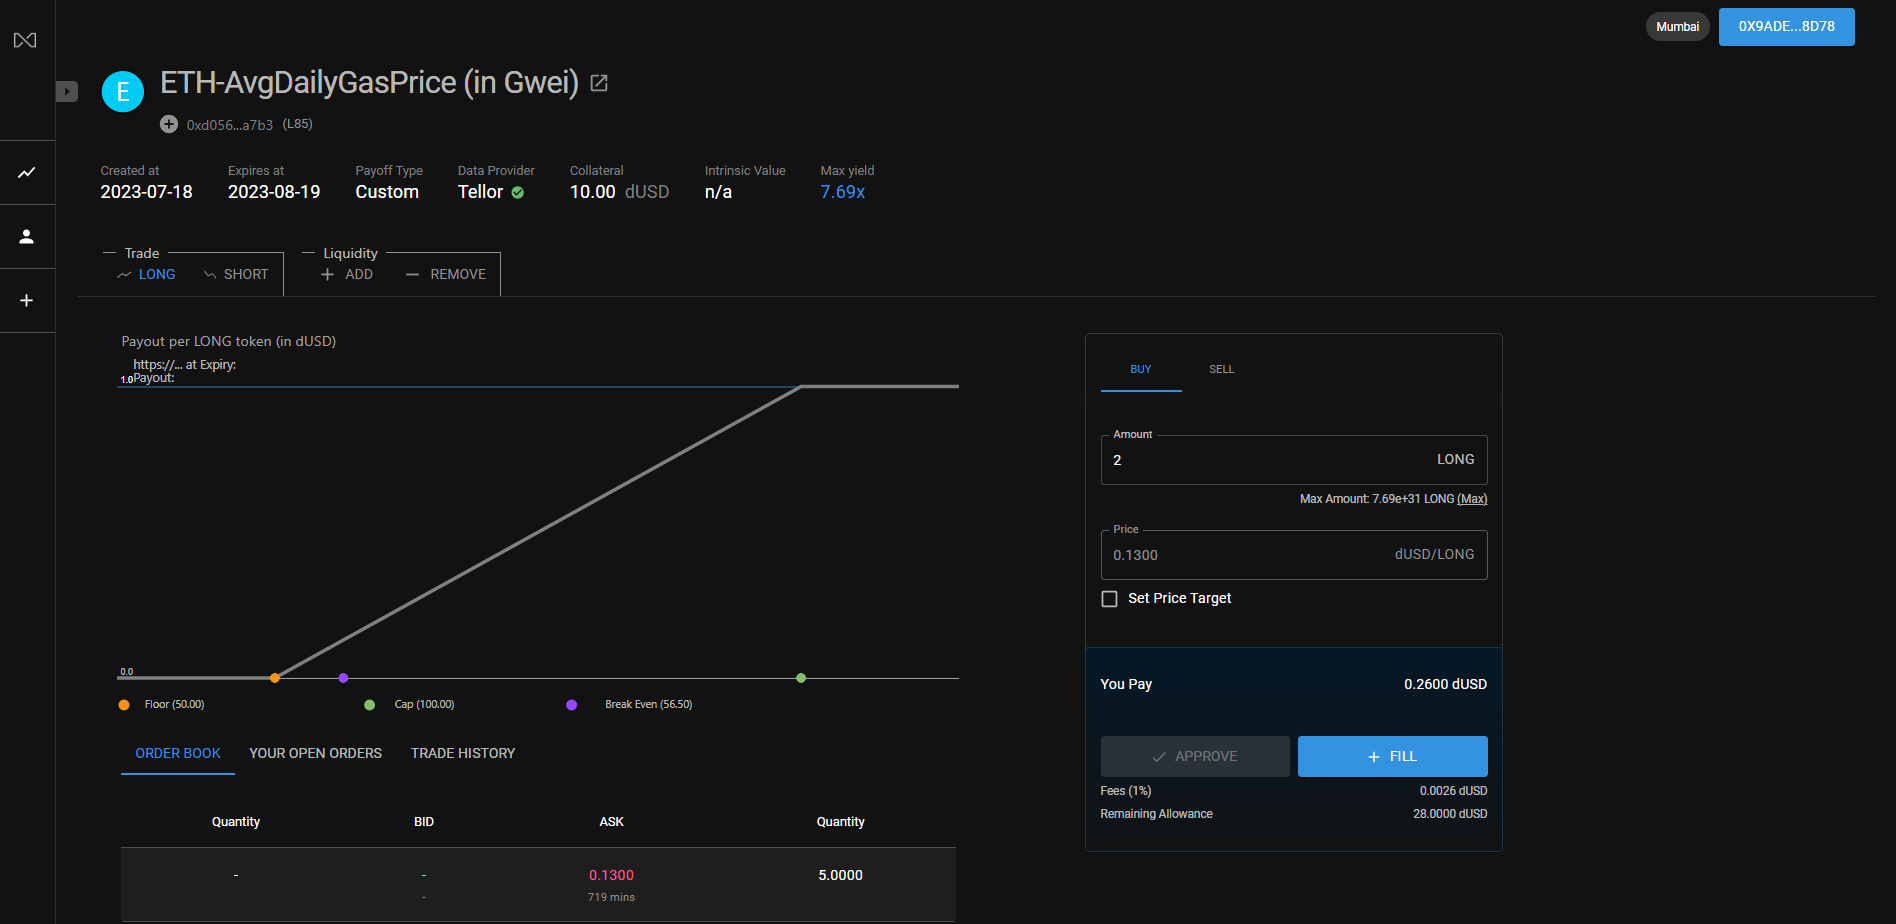 Mumbai 0X9ADE...8D78
E ETH-AvgDailyGasPrice (in Gwei)
0xd056...a7b3 (L85)
Created at Expires at Payoff Type Data Provider Collateral Intrinsic Value Max yield
2023-07-18 2023-08-19 Custom Tellor 10.00 dUSD n/a 7.69x
Trade Liquidity
LONG SHORT ADD REMOVE
Payout per LONG token (in dUSD)
https://... at Expiry:
1.0 Payout:
0.0
Floor (50.00) Cap (100.00) Break Even (56.50)
ORDER BOOK YOUR OPEN ORDERS TRADE HISTORY
Quantity BID ASK Quantity
- - 0.1300 5.0000
- 719 mins
BUY SELL
Amount
2 LONG
Max Amount: 7.69e+31 LONG (Max)
Price
0.1300 dUSD/LONG
Set Price Target
You Pay 0.2600 dUSD
APPROVE FILL
Fees (1%) 0.0026 dUSD
Remaining Allowance 28.0000 dUSD